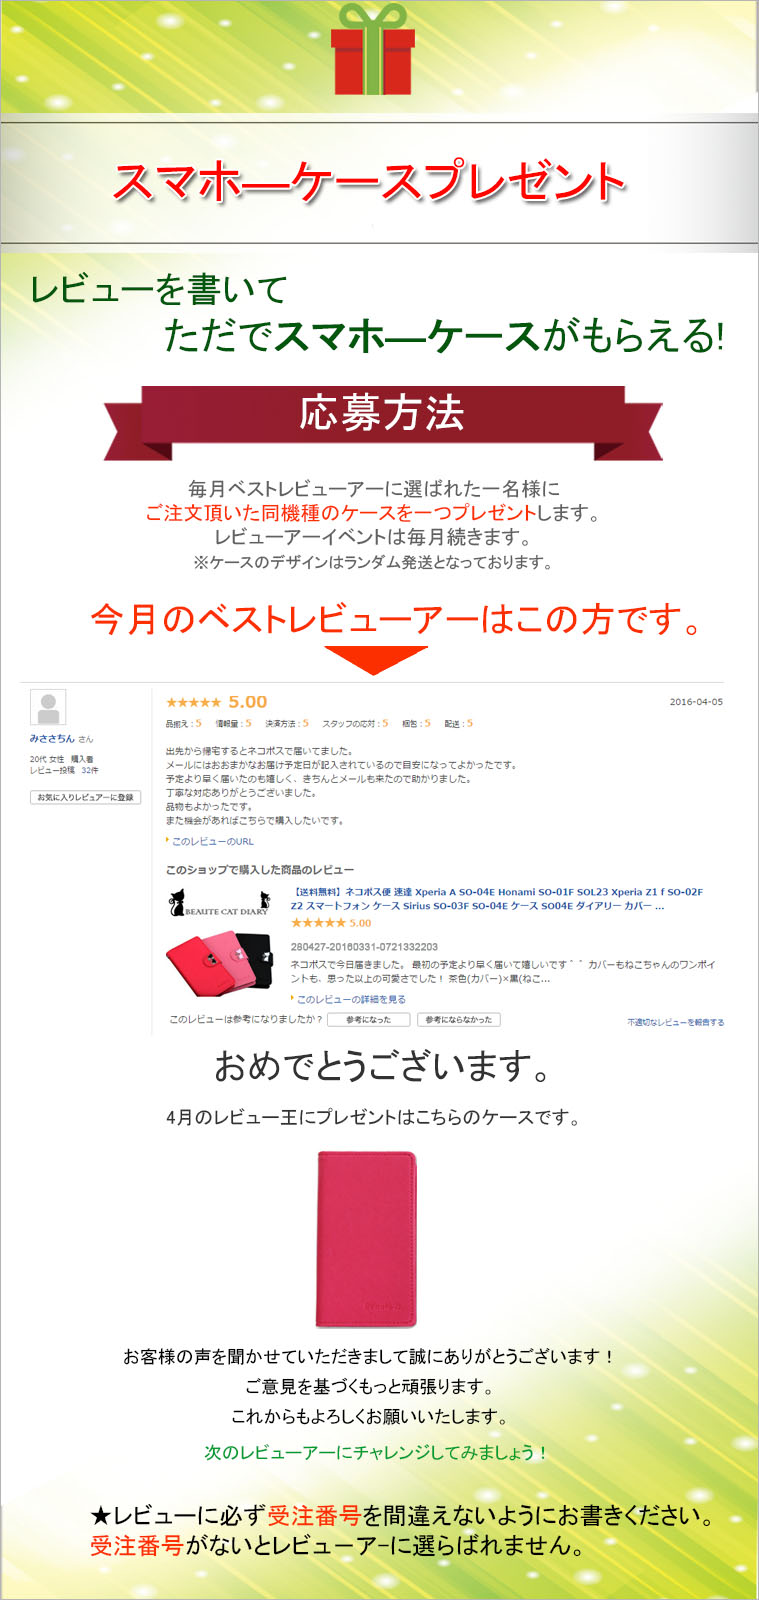 スマホ―ケースプレゼント
レビューを書いて
ただでスマホ―ケースがもらえる!
応募方法
毎月ベストレビューアーに選ばれた一名様に
ご注文頂いた同機種のケースを一つプレゼントします。
レビューアーイベントは毎月続きます。
※ケースのデザインはランダム発送となっております。
今月のベストレビューアーはこの方です。
★★★★★ 5.00
2016-04-05
品揃え：5 情報量：5 決済方法：5 スタッフの対応：5 梱包：5 配送：5
みささちん さん
20代 女性 購入者
レビュー投稿 32件
お気に入りレビュアーに登録
出先から帰宅するとネコポスで届いてました。
メールにはおおまかなお届け予定日が記入されているので目安になってよかったです。
予定より早く届いたのも嬉しく、きちんとメールも来たので助かりました。
丁寧な対応ありがとうございました。
品物もよかったです。
また機会があればこちらで購入したいです。
このレビューのURL
このショップで購入した商品のレビュー
BEAUTE CAT DIARY
【送料無料】ネコポス便 速達 Xperia A SO-04E Honami SO-01F SOL23 Xperia Z1 f SO-02F
Z2 スマートフォン ケース Sirius SO-03F SO-04E ケース SO04E ダイアリー カバー ...
★★★★★ 5.00
280427-20160331-0721332203
ネコポスで今日届きました。 最初の予定より早く届いて嬉しいです＾＾ カバーもねこちゃんのワンポイ
ントも、思った以上の可愛さでした！ 茶色(カバー)×黒(ねこ...
このレビューの詳細を見る
このレビューは参考になりましたか？ 参考になった 参考にならなかった
不適切なレビューを報告する
おめでとうございます。
4月のレビュー王にプレゼントはこちらのケースです。
お客様の声を聞かせていただきまして誠にありがとうございます！
ご意見を基づくもっと頑張ります。
これからもよろしくお願いいたします。
次のレビューアーにチャレンジしてみましょう！
★レビューに必ず受注番号を間違えないようにお書きください。
受注番号がないとレビューア-に選らばれません。